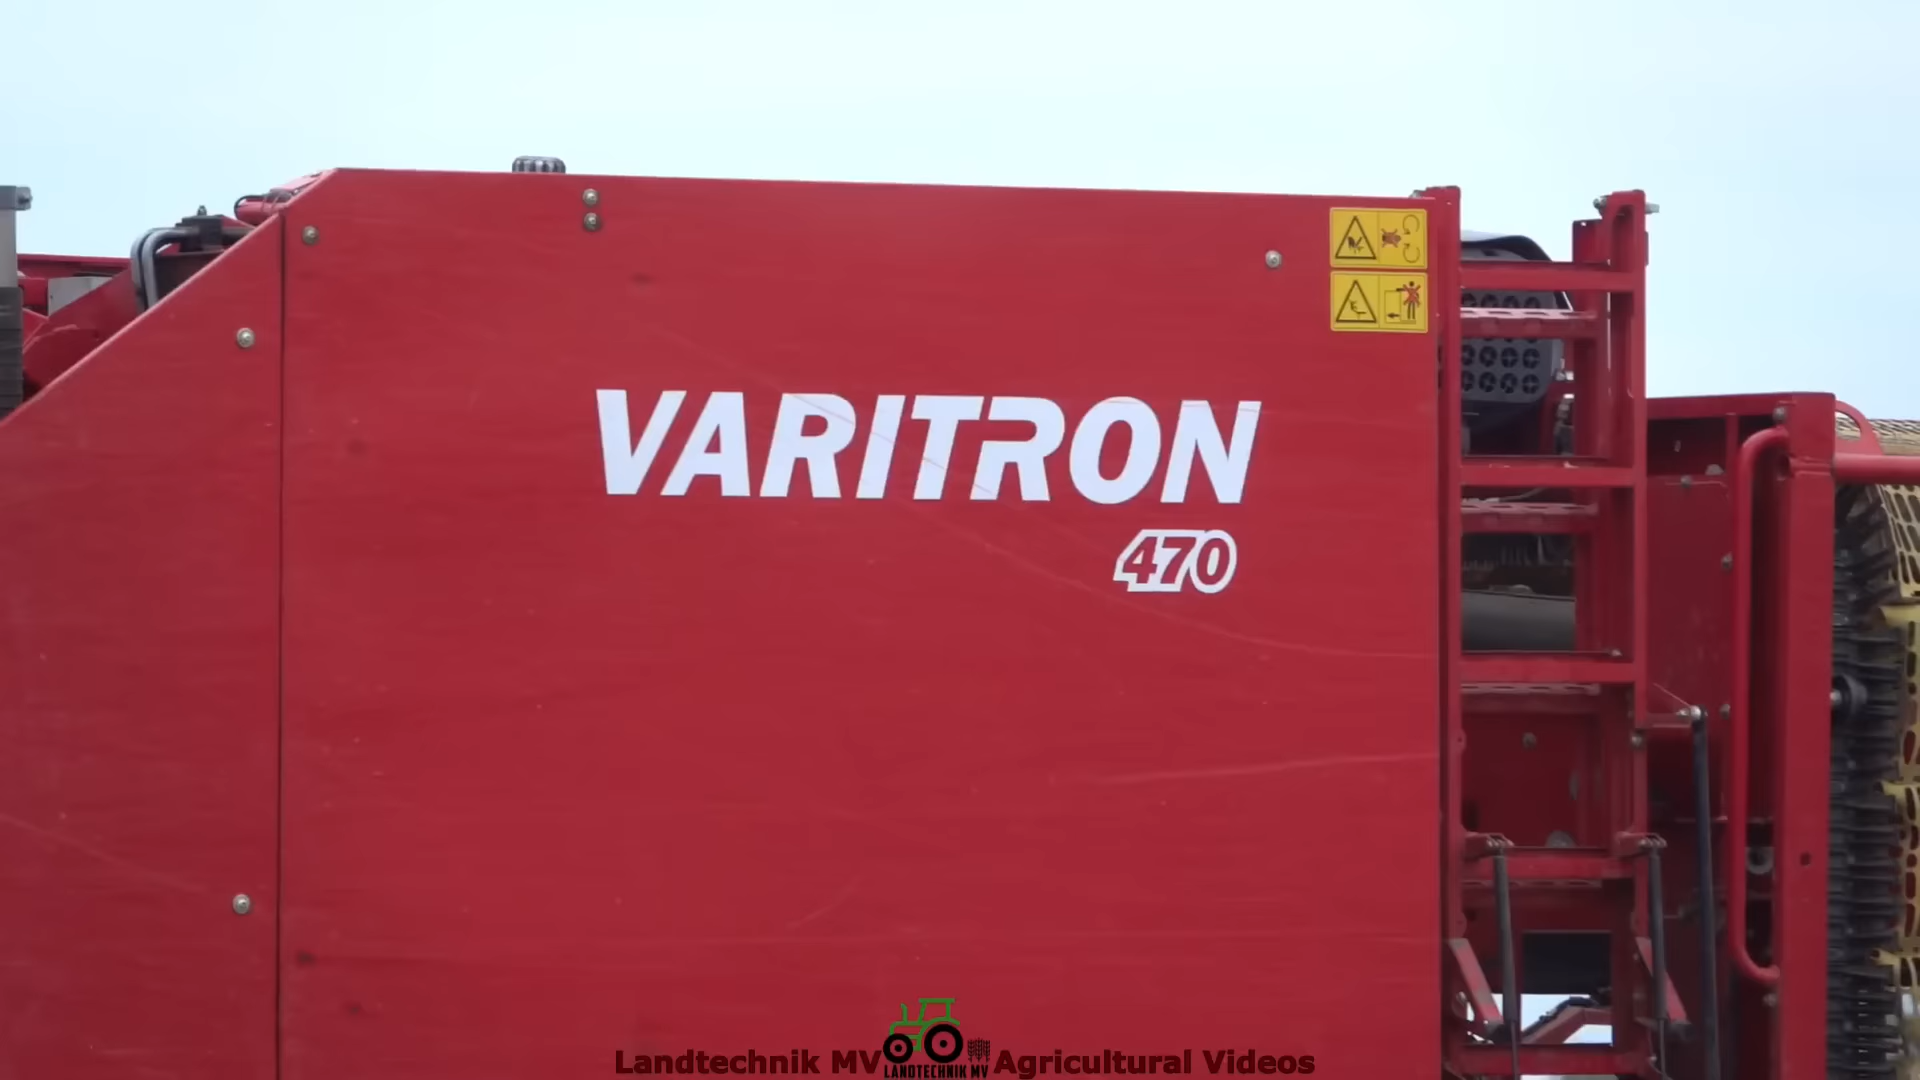 VARITRON
470
Landtechnik MV Agricultural Videos
LANDTECHNIK MV